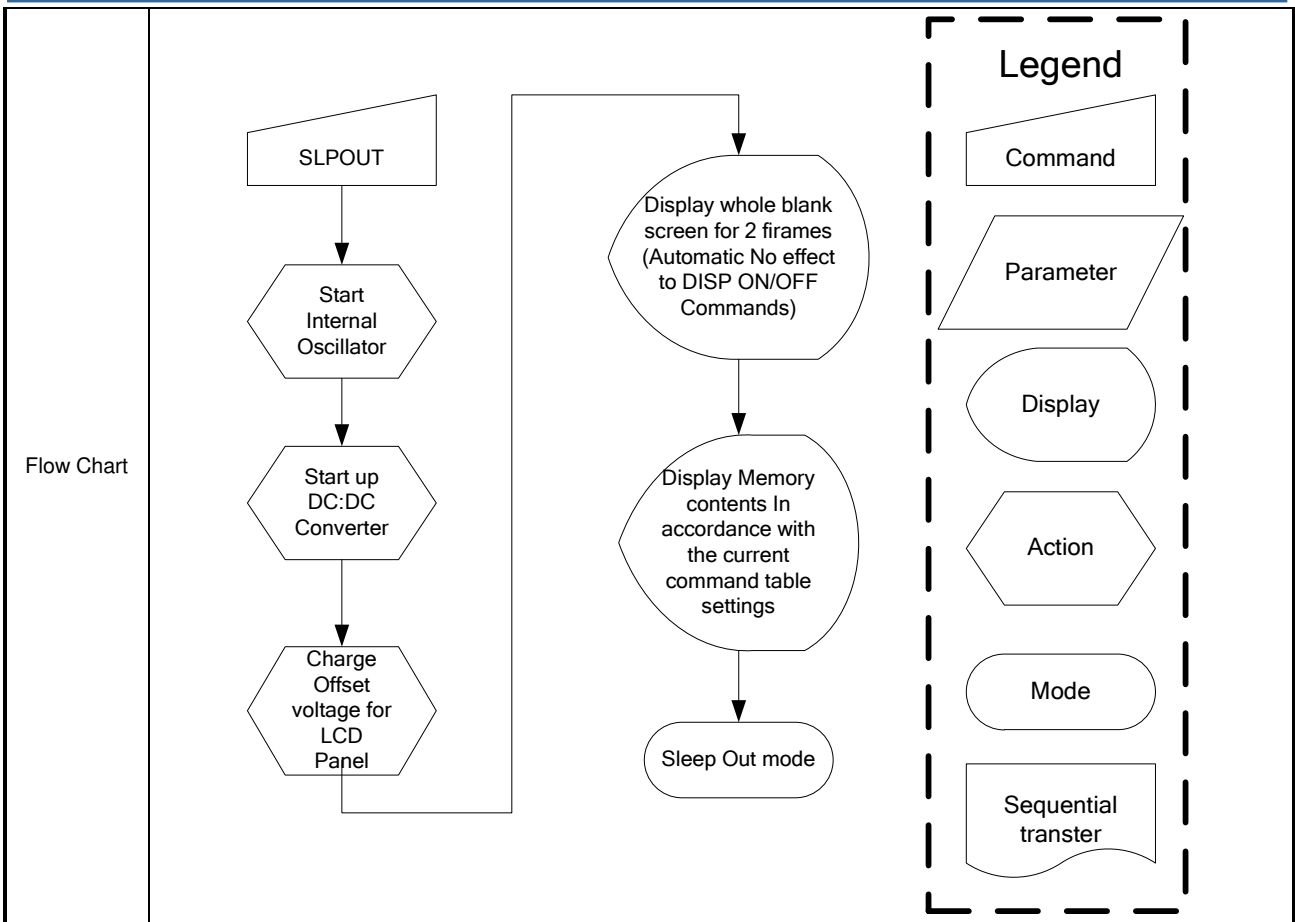 Flow Chart
SLPOUT
Start
Internal
Oscillator
Start up
DC:DC
Converter
Charge
Offset
voltage for
LCD
Panel
Display whole blank
screen for 2 firames
(Automatic No effect
to DISP ON/OFF
Commands)
Display Memory
contents In
accordance with
the current
command table
settings
Sleep Out mode
Legend
Command
Parameter
Display
Action
Mode
Sequential
transter